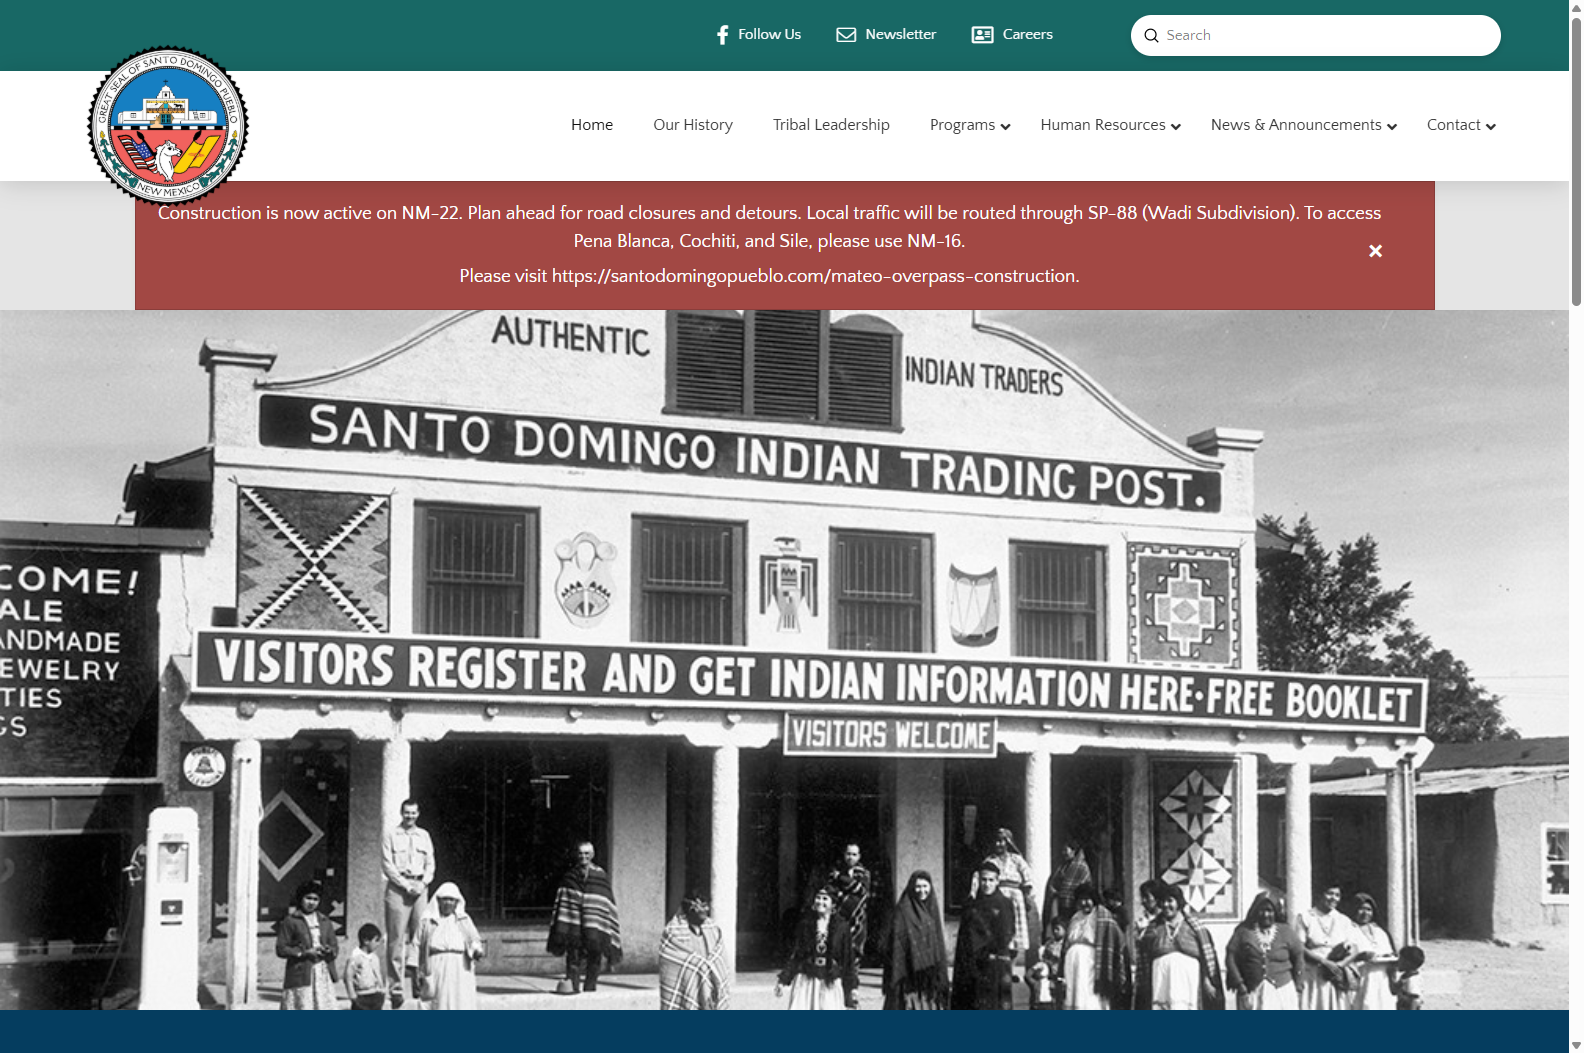 Follow Us
Newsletter
Careers
Search
GREAT SEAL OF SANTO DOMINGO PUEBLO
NEW MEXICO
Home
Our History
Tribal Leadership
Programs
Human Resources
News & Announcements
Contact
Construction is now active on NM-22. Plan ahead for road closures and detours. Local traffic will be routed through SP-88 (Wadi Subdivision). To access
Pena Blanca, Cochiti, and Sile, please use NM-16.
Please visit https://santodomingopueblo.com/mateo-overpass-construction.
AUTHENTIC
INDIAN TRADERS
SANTO DOMINGO INDIAN TRADING POST.
COME!
ALE
ANDMADE
EWELRY
TIES
GS
VISITORS REGISTER AND GET INDIAN INFORMATION HERE·FREE BOOKLET
VISITORS WELCOME